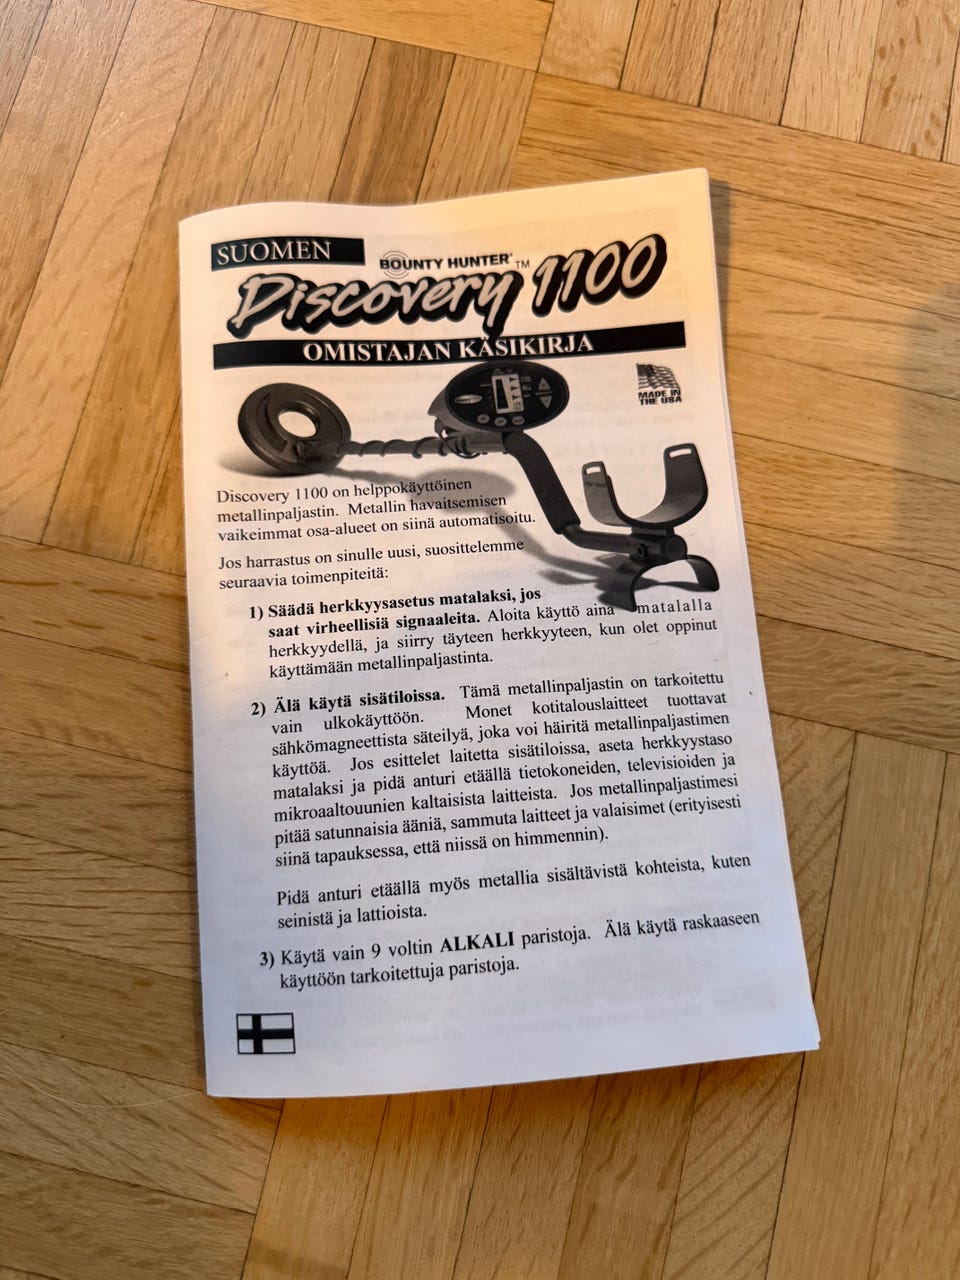 SUOMEN
BOUNTY HUNTER™
Discovery 1100
OMISTAJAN KÄSIKIRJA
MADE IN
THE USA
Discovery 1100 on helppokäyttöinen
metallinpaljastin. Metallin havaitsemisen
vaikeimmat osa-alueet on siinä automatisoitu.
Jos harrastus on sinulle uusi, suosittelemme
seuraavia toimenpiteitä:
1) Säädä herkkyysasetus matalaksi, jos
saat virheellisiä signaaleita. Aloita käyttö aina matalalla
herkkyydellä, ja siirry täyteen herkkyyteen, kun olet oppinut
käyttämään metallinpaljastinta.
2) Älä käytä sisätiloissa. Tämä metallinpaljastin on tarkoitettu
vain ulkokäyttöön. Monet kotitalouslaitteet tuottavat
sähkömagneettista säteilyä, joka voi häiritä metallinpaljastimen
käyttöä. Jos esittelet laitetta sisätiloissa, aseta herkkyystaso
matalaksi ja pidä anturi etäällä tietokoneiden, televisioiden ja
mikroaaltouunien kaltaisista laitteista. Jos metallinpaljastimesi
pitää satunnaisia ääniä, sammuta laitteet ja valaisimet (erityisesti
siinä tapauksessa, että niissä on himmennin).
Pidä anturi etäällä myös metallia sisältävistä kohteista, kuten
seinistä ja lattioista.
3) Käytä vain 9 voltin ALKALI paristoja. Älä käytä raskaaseen
käyttöön tarkoitettuja paristoja.